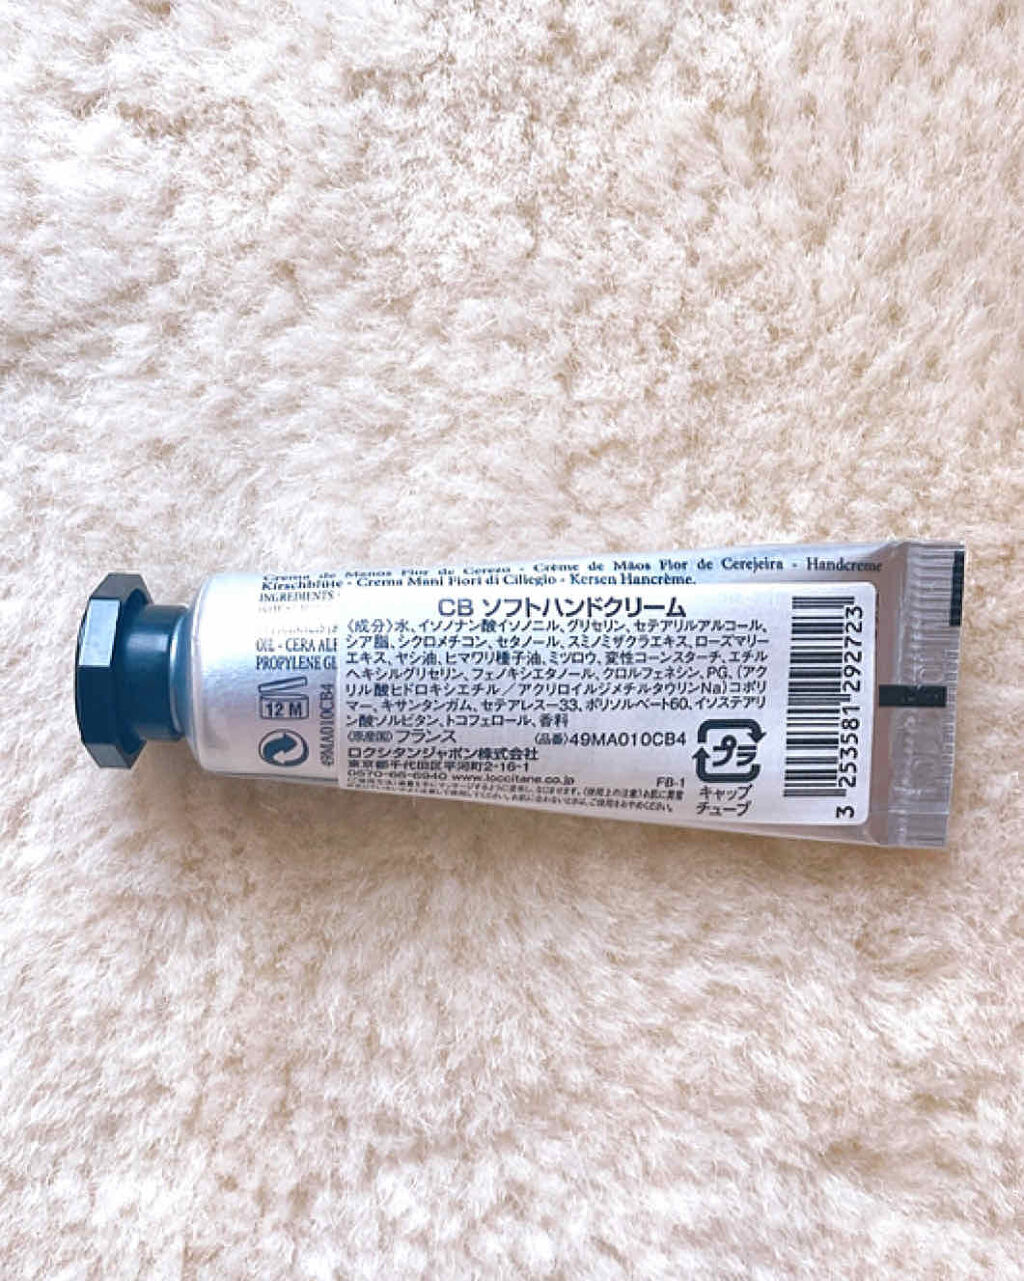 Crema de Manos Flor de Cerezo - Crème de Mãos Flor de Cerejeira - Handcreme
Kirschblüte - Crema Mani Fiori di Ciliegio - Kersen Hancrème.
INGREDIENTS
OIL - CERA ALB
PROPYLENE GL
12 M
49MA010CB4
CB ソフトハンドクリーム
〈成分〉水、イソノナン酸イソノニル、グリセリン、セテアリルアルコール、
シア脂、シクロメチコン、セタノール、スミノミザクラエキス、ローズマリー
エキス、ヤシ油、ヒマワリ種子油、ミツロウ、変性コーンスターチ、エチル
ヘキシルグリセリン、フェノキシエタノール、クロルフェネシン、PG、(アク
リル酸ヒドロキシエチル/アクリロイルジメチルタウリンNa)コポリ
マー、キサンタンガム、セテアレス-33、ポリソルベート60、イソステアリ
ン酸ソルビタン、トコフェロール、香料
〈原産国〉フランス 〈品番〉49MA010CB4
ロクシタンジャポン株式会社
東京都千代田区平河町2-16-1
0570-66-6940 www.loccitane.co.jp FB-1
プラ
キャップ
チューブ
3 253581 292723